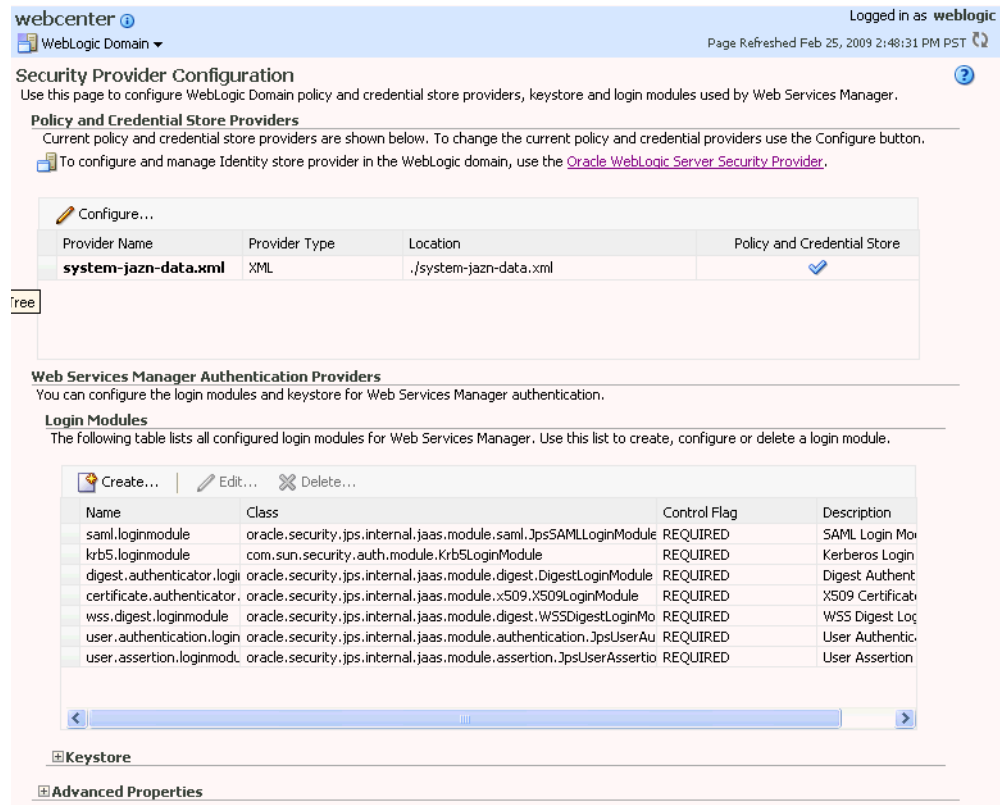 webcenter
Logged in as weblogic
WebLogic Domain
Page Refreshed Feb 25, 2009 2:48:31 PM PST
Security Provider Configuration
Use this page to configure WebLogic Domain policy and credential store providers, keystore and login modules used by Web Services Manager.
Policy and Credential Store Providers
Current policy and credential store providers are shown below. To change the current policy and credential providers use the Configure button.
To configure and manage Identity store provider in the WebLogic domain, use the Oracle WebLogic Server Security Provider.
Configure...
Provider Name Provider Type Location Policy and Credential Store
system-jazn-data.xml XML ./system-jazn-data.xml
Tree
Web Services Manager Authentication Providers
You can configure the login modules and keystore for Web Services Manager authentication.
Login Modules
The following table lists all configured login modules for Web Services Manager. Use this list to create, configure or delete a login module.
Create... Edit... Delete...
Name Class Control Flag Description
saml.loginmodule oracle.security.jps.internal.jaas.module.saml.JpsSAMLLoginModule REQUIRED SAML Login Mo
krb5.loginmodule com.sun.security.auth.module.Krb5LoginModule REQUIRED Kerberos Login
digest.authenticator.logi oracle.security.jps.internal.jaas.module.digest.DigestLoginModule REQUIRED Digest Authent
certificate.authenticator. oracle.security.jps.internal.jaas.module.x509.X509LoginModule REQUIRED X509 Certificat
wss.digest.loginmodule oracle.security.jps.internal.jaas.module.digest.WSSDigestLoginMo REQUIRED WSS Digest Log
user.authentication.login oracle.security.jps.internal.jaas.module.authentication.JpsUserAu REQUIRED User Authentic
user.assertion.loginmodu oracle.security.jps.internal.jaas.module.assertion.JpsUserAssertio REQUIRED User Assertion
Keystore
Advanced Properties